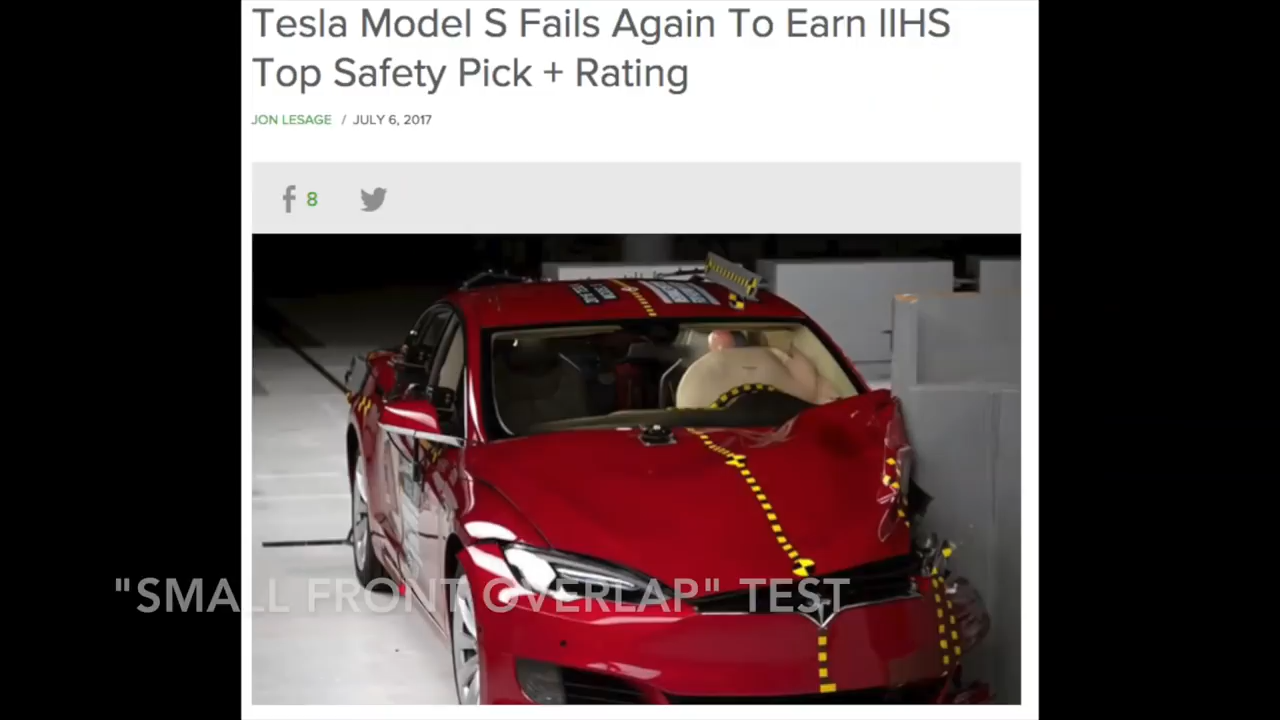 Tesla Model S Fails Again To Earn IIHS
Top Safety Pick + Rating
JON LESAGE / JULY 6, 2017
8
"SMALL FRONT OVERLAP" TEST